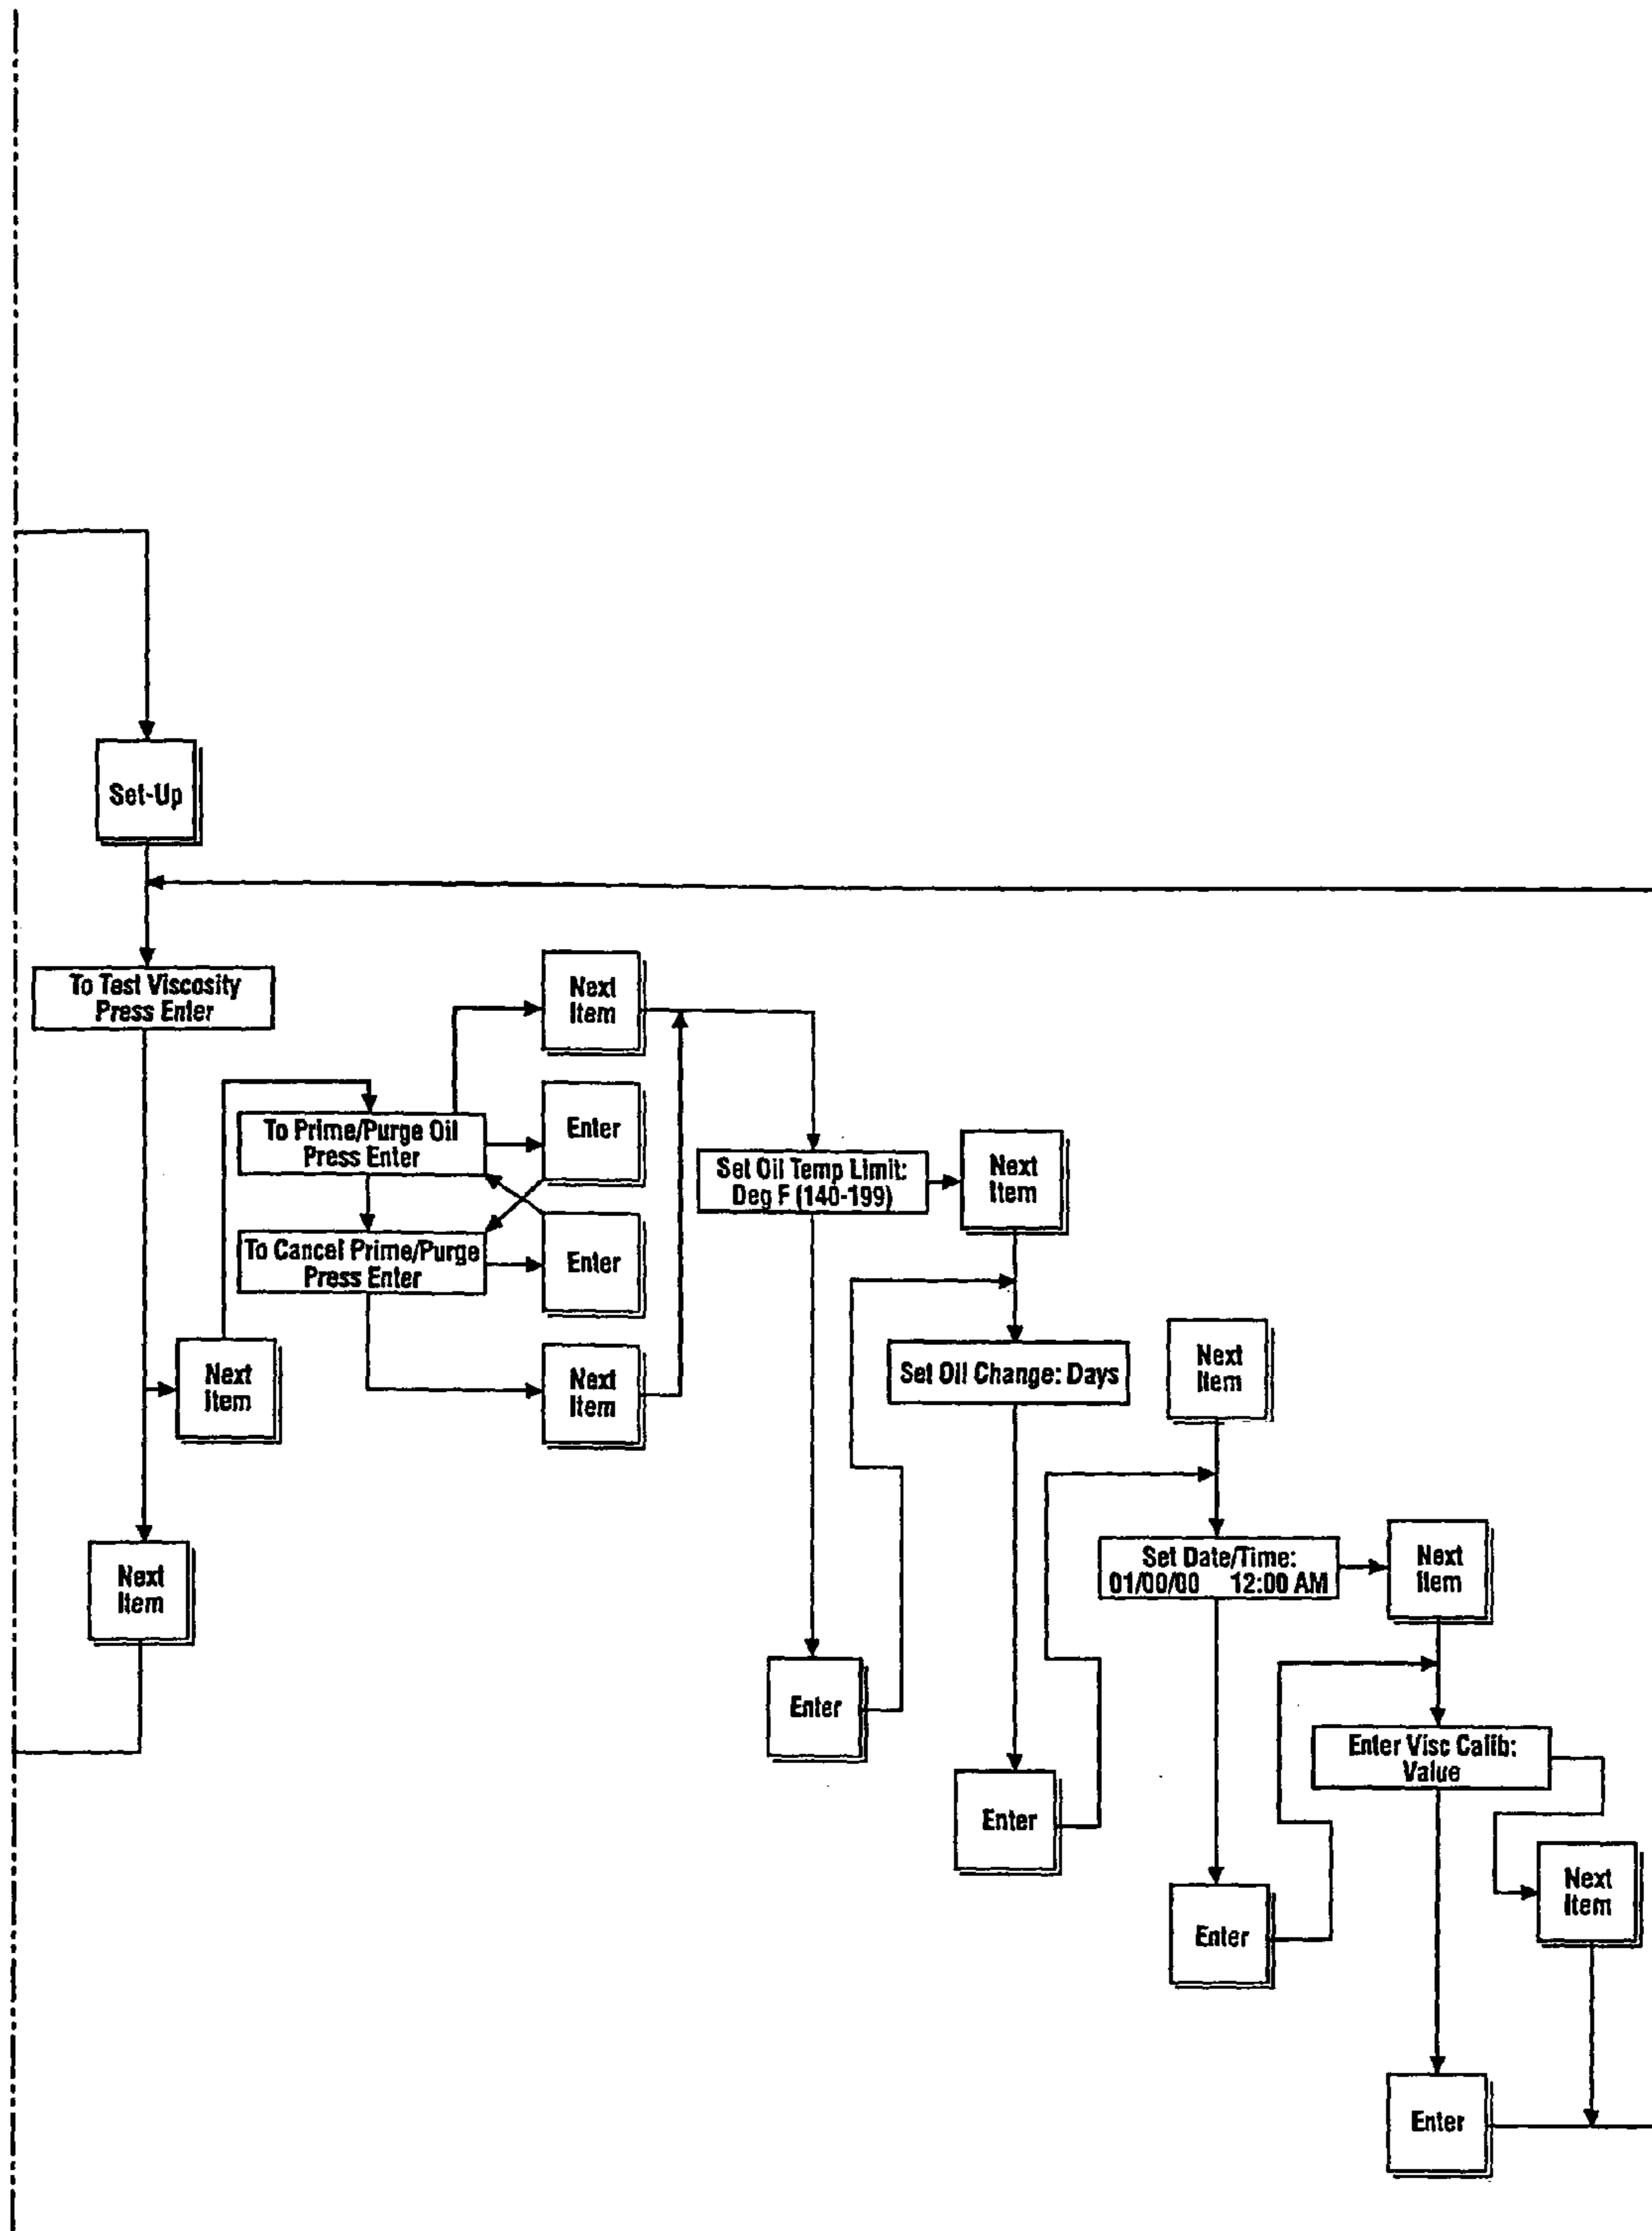 Set-Up
To Test Viscosity
Press Enter
Next
Item
To Prime/Purge Oil
Press Enter
Enter
To Cancel Prime/Purge
Press Enter
Enter
Next
Item
Next
Item
Next
Item
Set Oil Temp Limit:
Deg F (140-199)
Next
Item
Enter
Set Oil Change: Days
Next
Item
Enter
Set Date/Time:
01/00/00 12:00 AM
Next
Item
Enter
Enter Visc Calib:
Value
Next
Item
Enter